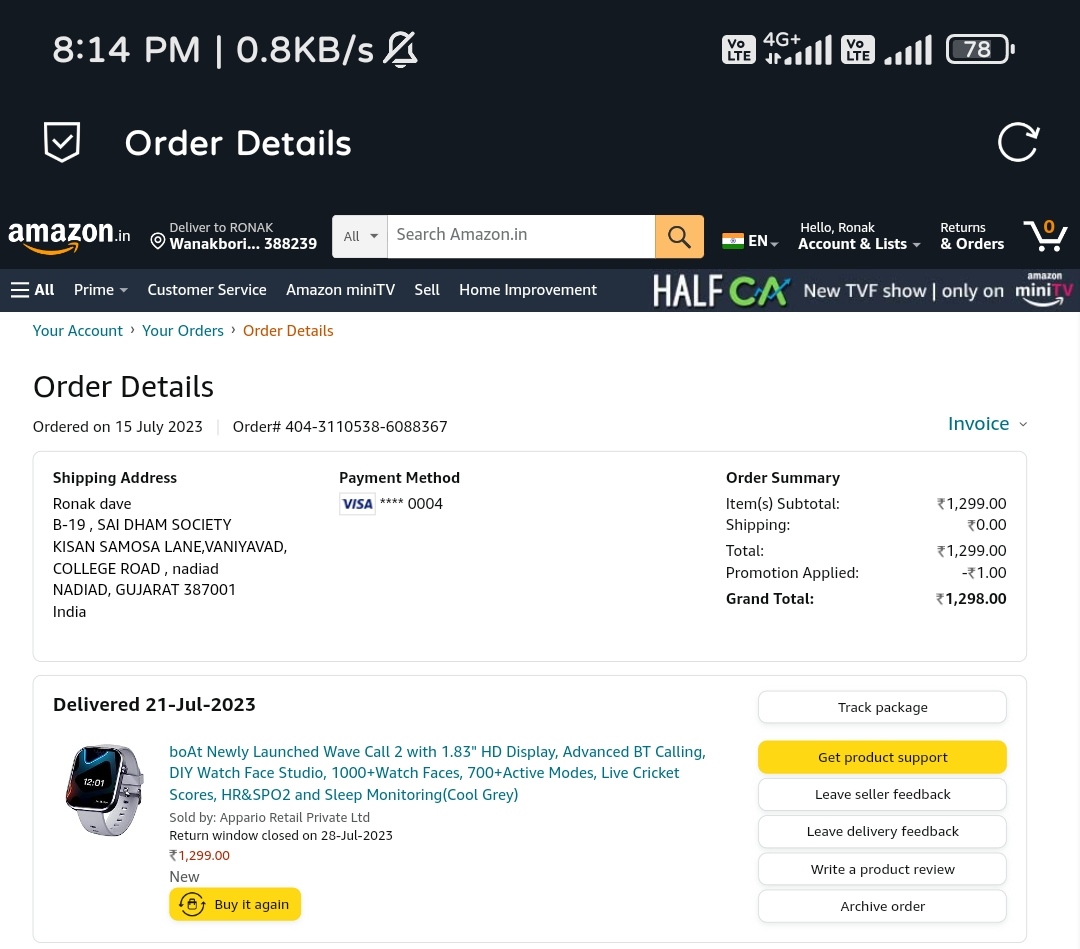 8:14 PM | 0.8KB/s
Vo LTE 4G+ Vo LTE 78
Order Details
amazon.in
Deliver to RONAK
Wanakbori... 388239
All
Search Amazon.in
EN
Hello, Ronak
Account & Lists
Returns
& Orders
0
All Prime Customer Service Amazon miniTV Sell Home Improvement
HALF CA New TVF show | only on amazon miniTV
Your Account › Your Orders › Order Details
Order Details
Ordered on 15 July 2023 | Order# 404-3110538-6088367
Invoice
Shipping Address
Ronak dave
B-19 , SAI DHAM SOCIETY
KISAN SAMOSA LANE,VANIYAVAD,
COLLEGE ROAD , nadiad
NADIAD, GUJARAT 387001
India
Payment Method
VISA **** 0004
Order Summary
Item(s) Subtotal: ₹1,299.00
Shipping: ₹0.00
Total: ₹1,299.00
Promotion Applied: -₹1.00
Grand Total: ₹1,298.00
Delivered 21-Jul-2023
12:01
boAt Newly Launched Wave Call 2 with 1.83" HD Display, Advanced BT Calling,
DIY Watch Face Studio, 1000+Watch Faces, 700+Active Modes, Live Cricket
Scores, HR&SPO2 and Sleep Monitoring(Cool Grey)
Sold by: Appario Retail Private Ltd
Return window closed on 28-Jul-2023
₹1,299.00
New
Buy it again
Track package
Get product support
Leave seller feedback
Leave delivery feedback
Write a product review
Archive order